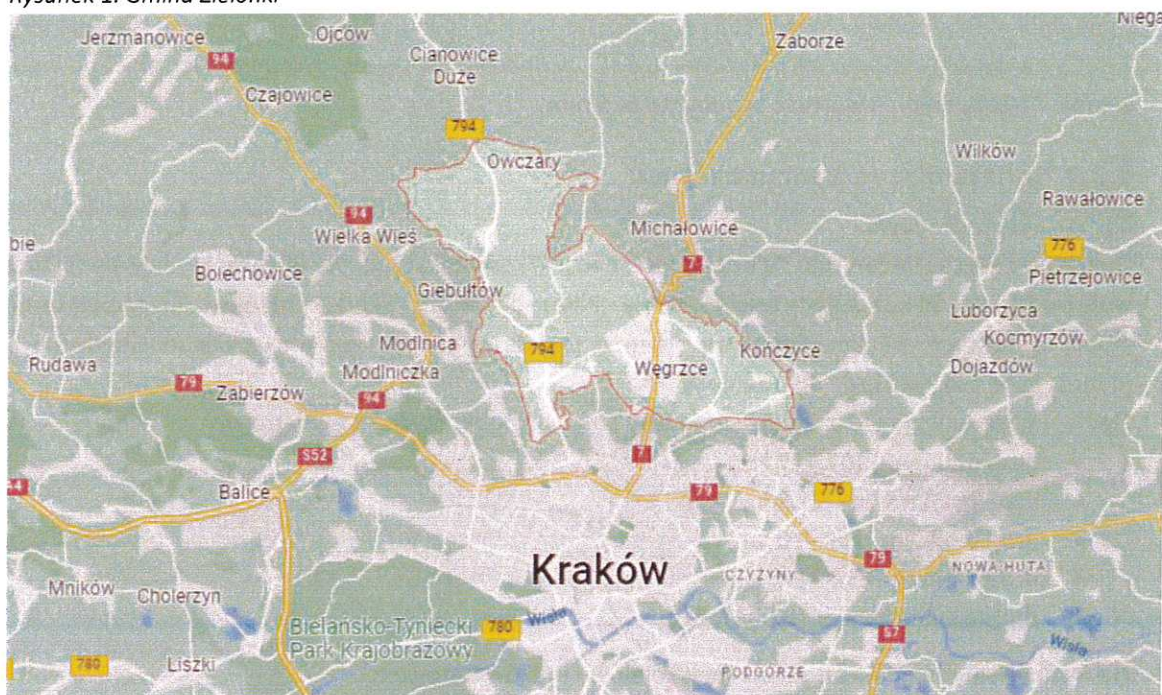 Rysunek 1. Gmina Zielonki
Jerzmanowice
Ojców
Cianowice
Duże
Zaborze
94
Czajowice
794
Owczary
Wilków
Rawałowice
94
Wielka Wieś
Michałowice
776
Bolechowice
7
Pietrzejowice
Giebułtów
Luborzyca
Kocmyrzów
Modlnica
794
Kończyce
Rudawa
Modlniczka
Węgrzce
Dojazdów
79
Zabierzów
94
S52
7
Balice
79
776
Kraków
79
CZYŻYNY
NOWA HUTA
Mników
Cholerzyn
Bielańsko-Tyniecki
Park Krajobrazowy
780
Wisła
S7
Wisła
780
Liszki
PODGÓRZE